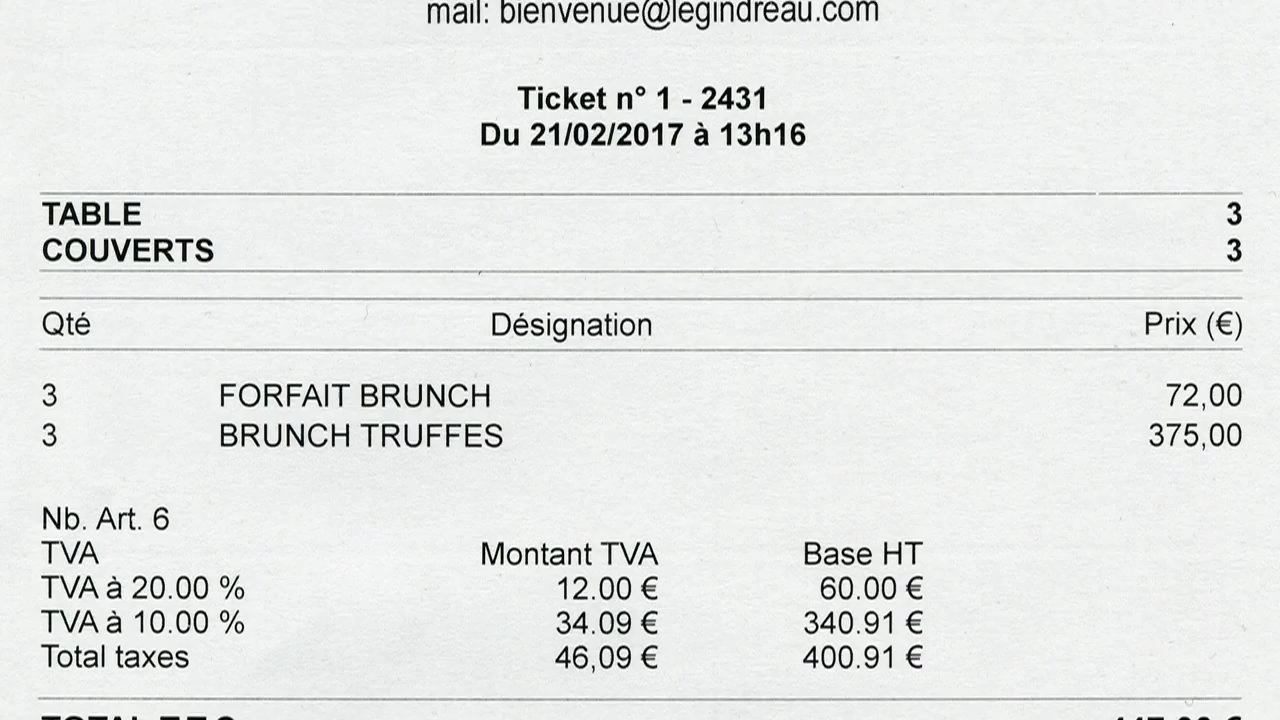 mail: bienvenue@legindreau.com
Ticket n° 1 - 2431
Du 21/02/2017 à 13h16
TABLE 3
COUVERTS 3
Qté Désignation Prix (€)
3 FORFAIT BRUNCH 72,00
3 BRUNCH TRUFFES 375,00
Nb. Art. 6
TVA Montant TVA Base HT
TVA à 20.00 % 12.00 € 60.00 €
TVA à 10.00 % 34.09 € 340.91 €
Total taxes 46,09 € 400.91 €